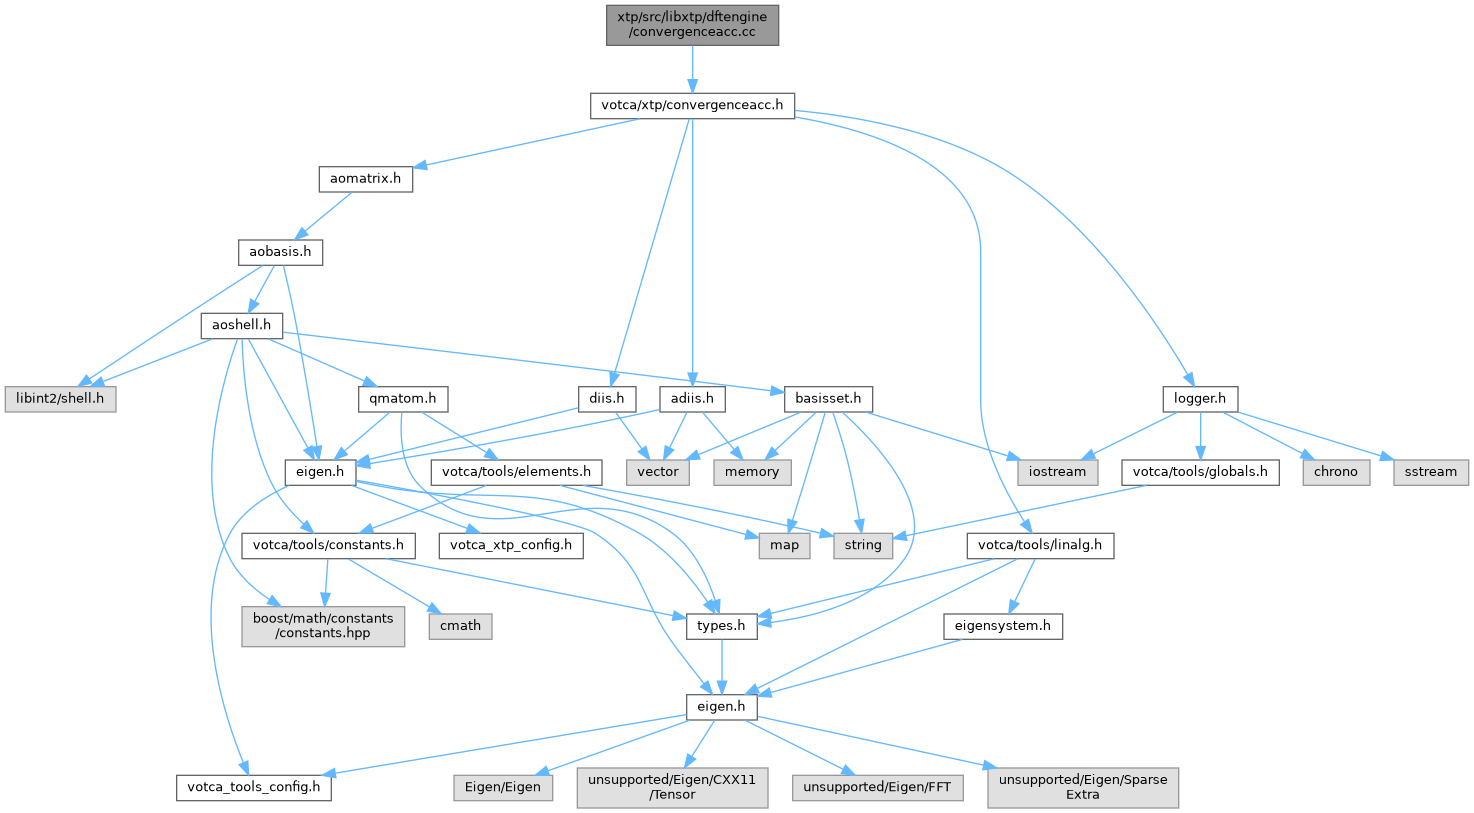 xtp/src/libxtp/dftengine
/convergenceacc.cc
votca/xtp/convergenceacc.h
aomatrix.h
aobasis.h
aoshell.h
libint2/shell.h
qmatom.h
diis.h
adiis.h
basisset.h
logger.h
eigen.h
votca/tools/elements.h
vector
memory
iostream
votca/tools/globals.h
chrono
sstream
votca/tools/constants.h
votca_xtp_config.h
map
string
votca/tools/linalg.h
boost/math/constants
/constants.hpp
cmath
types.h
eigensystem.h
eigen.h
votca_tools_config.h
Eigen/Eigen
unsupported/Eigen/CXX11
/Tensor
unsupported/Eigen/FFT
unsupported/Eigen/Sparse
Extra